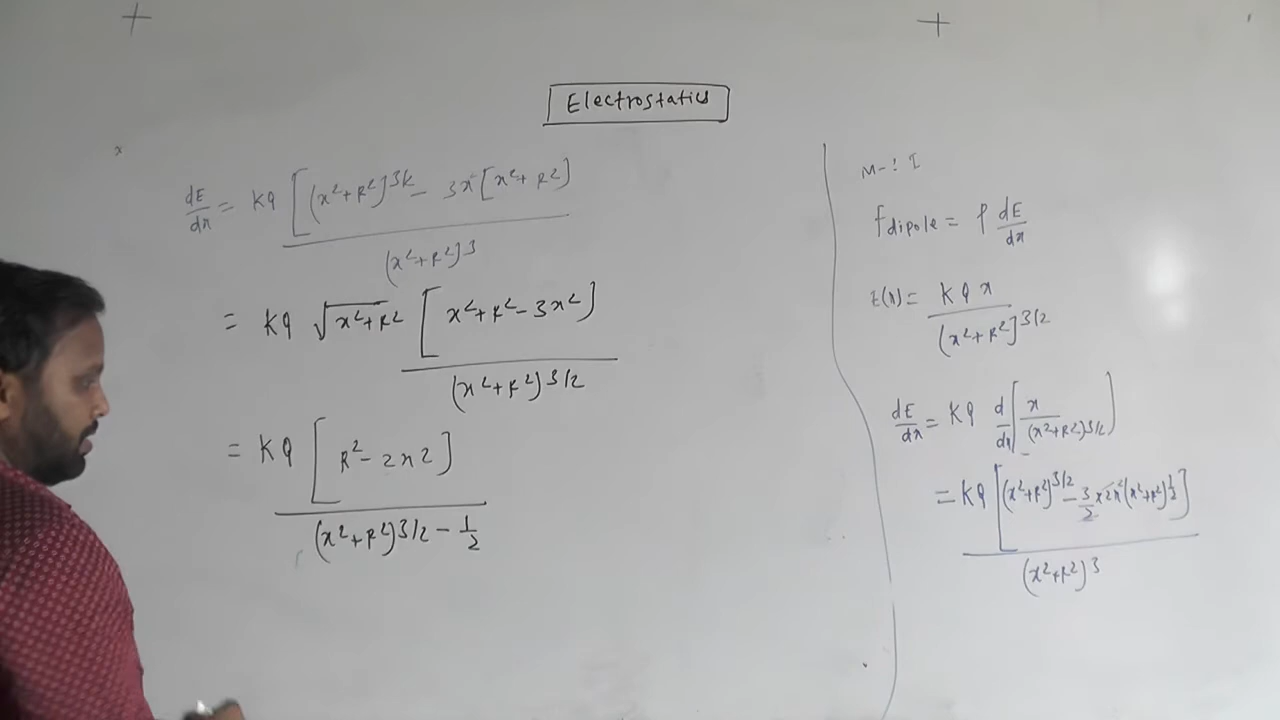 Electrostatics
dE/dx = KQ [(x²+R²]^3/2 - 3x²[x²+R²)] / (x²+R²)³
= KQ √x²+R² [x²+R²-3x²] / (x²+R²)^3/2
= KQ [R²-2x2] / (x²+R²)^3/2 - 1/2
M-: I
Fdipole = P dE/dx
E(x) = KQx / (x²+R²]^3/2
dE/dx = KQ d/dx [x / (x²+R²)^3/2]
= KQ [(x²+R²)^3/2 - 3/2 x 2x² (x²+R²)^1/2] / (x²+R²)³